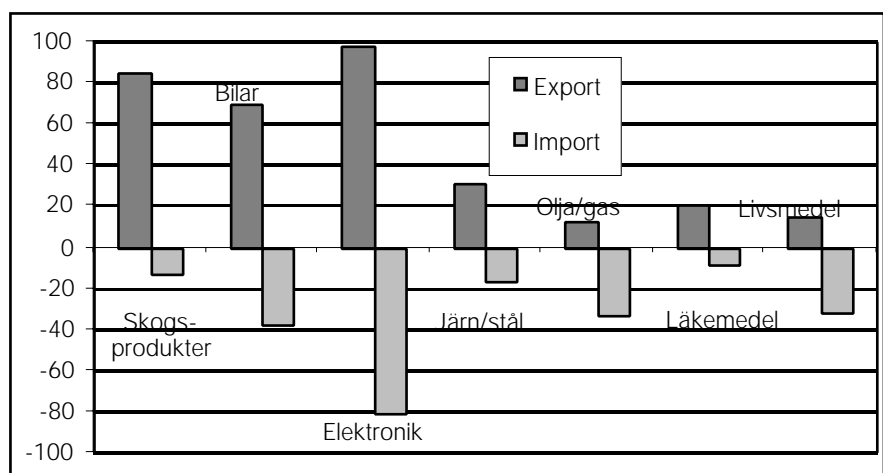 100
80
60
40
20
0
-20
-40
-60
-80
-100
Bilar
Export
Import
Olja/gas
Livsmedel
Skogs-
produkter
Järn/stål
Läkemedel
Elektronik